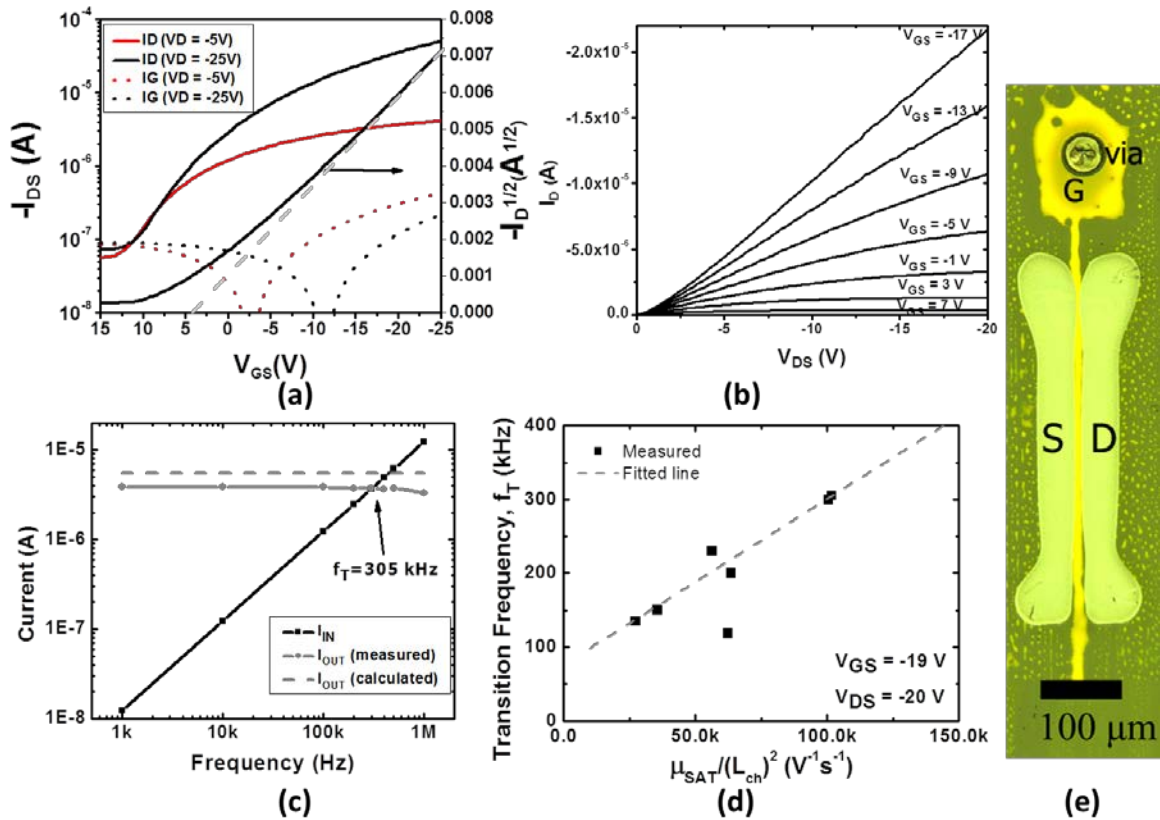 10⁻⁴
10⁻⁵
10⁻⁶
10⁻⁷
10⁻⁸
-I_DS (A)
ID (VD = -5V)
ID (VD = -25V)
IG (VD = -5V)
IG (VD = -25V)
0.008
0.007
0.006
0.005
0.004
0.003
0.002
0.001
0.000
-I_D^1/2(A^1/2)
15 10 5 0 -5 -10 -15 -20 -25
V_GS(V)
(a)
-2.0x10⁻⁵
-1.5x10⁻⁵
-1.0x10⁻⁵
-5.0x10⁻⁶
0.0
I_D (A)
V_GS = -17 V
V_GS = -13 V
V_GS = -9 V
V_GS = -5 V
V_GS = -1 V
V_GS = 3 V
V_GS = 7 V
0 -5 -10 -15 -20
V_DS (V)
(b)
1E-5
1E-6
1E-7
1E-8
Current (A)
f_T=305 kHz
I_IN
I_OUT (measured)
I_OUT (calculated)
1k 10k 100k 1M
Frequency (Hz)
(c)
400
300
200
100
0
Transition Frequency, f_T (kHz)
Measured
Fitted line
V_GS = -19 V
V_DS = -20 V
0.0 50.0k 100.0k 150.0k
μ_SAT/(L_ch)² (V⁻¹s⁻¹)
(d)
via
G
S D
100 μm
(e)